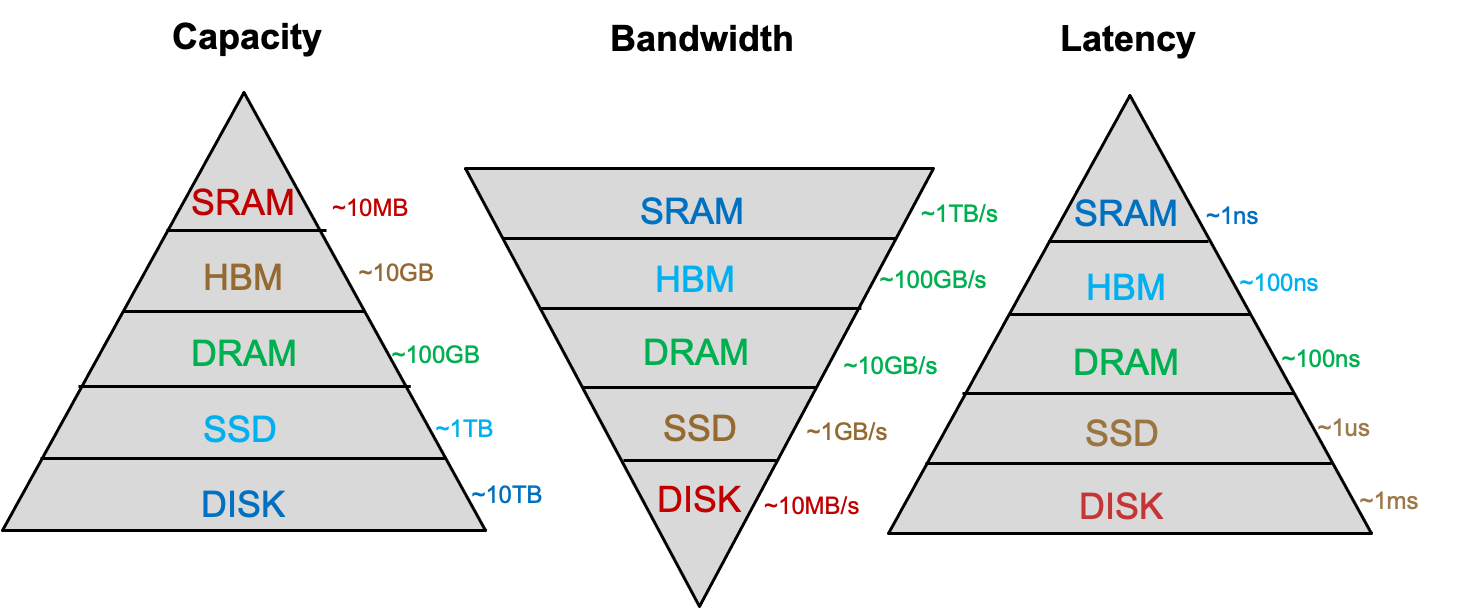 Capacity
SRAM ~10MB
HBM ~10GB
DRAM ~100GB
SSD ~1TB
DISK ~10TB
Bandwidth
SRAM ~1TB/s
HBM ~100GB/s
DRAM ~10GB/s
SSD ~1GB/s
DISK ~10MB/s
Latency
SRAM ~1ns
HBM ~100ns
DRAM ~100ns
SSD ~1us
DISK ~1ms